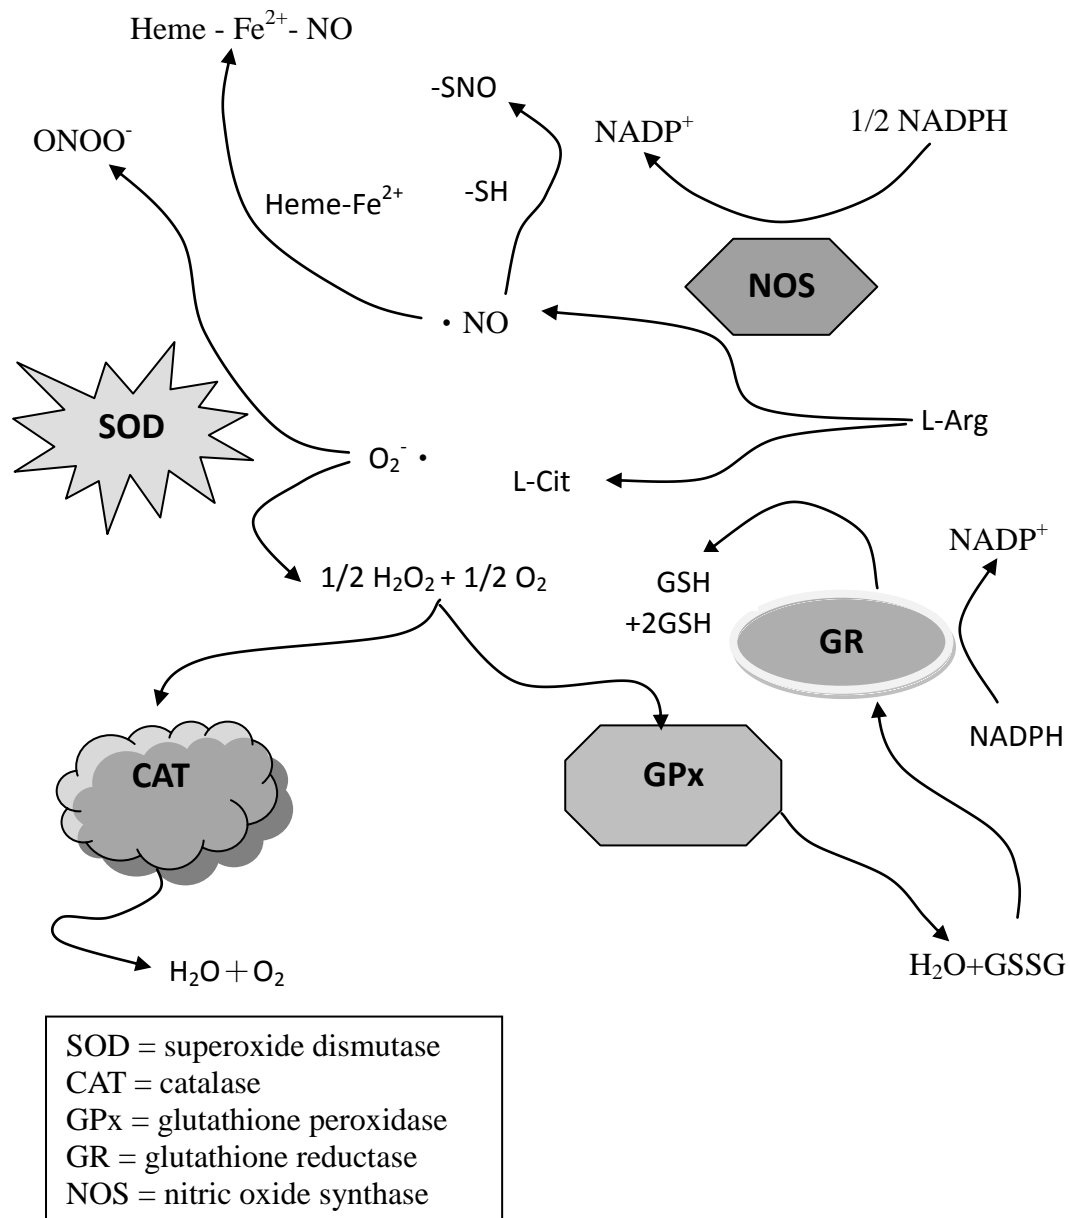 Heme - Fe²⁺- NO
-SNO
NADP⁺
1/2 NADPH
ONOO⁻
-SH
Heme-Fe²⁺
NOS
· NO
SOD
L-Arg
O₂⁻ ·
L-Cit
NADP⁺
1/2 H₂O₂ + 1/2 O₂
GSH
+2GSH
GR
NADPH
CAT
GPx
H₂O + O₂
H₂O+GSSG
SOD = superoxide dismutase
CAT = catalase
GPx = glutathione peroxidase
GR = glutathione reductase
NOS = nitric oxide synthase